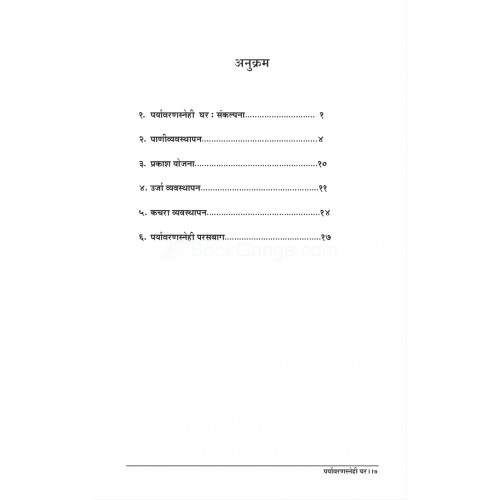 अनुक्रम
१. पर्यावरणस्नेही घर : संकल्पना............................. १
२. पाणीव्यवस्थापन................................................४
३. प्रकाश योजना...................................................१०
४. उर्जा व्यवस्थापन.................................................११
५. कचरा व्यवस्थापन...............................................१४
६. पर्यावरणस्नेही परसबाग........................................१७
bookGanga.com
पर्यावरणस्नेही घर ।।७